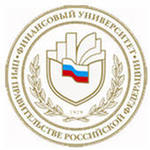 ФИНАНСОВЫЙ УНИВЕРСИТЕТ
ПРИ ПРАВИТЕЛЬСТВЕ РОССИЙСКОЙ ФЕДЕРАЦИИ
1919